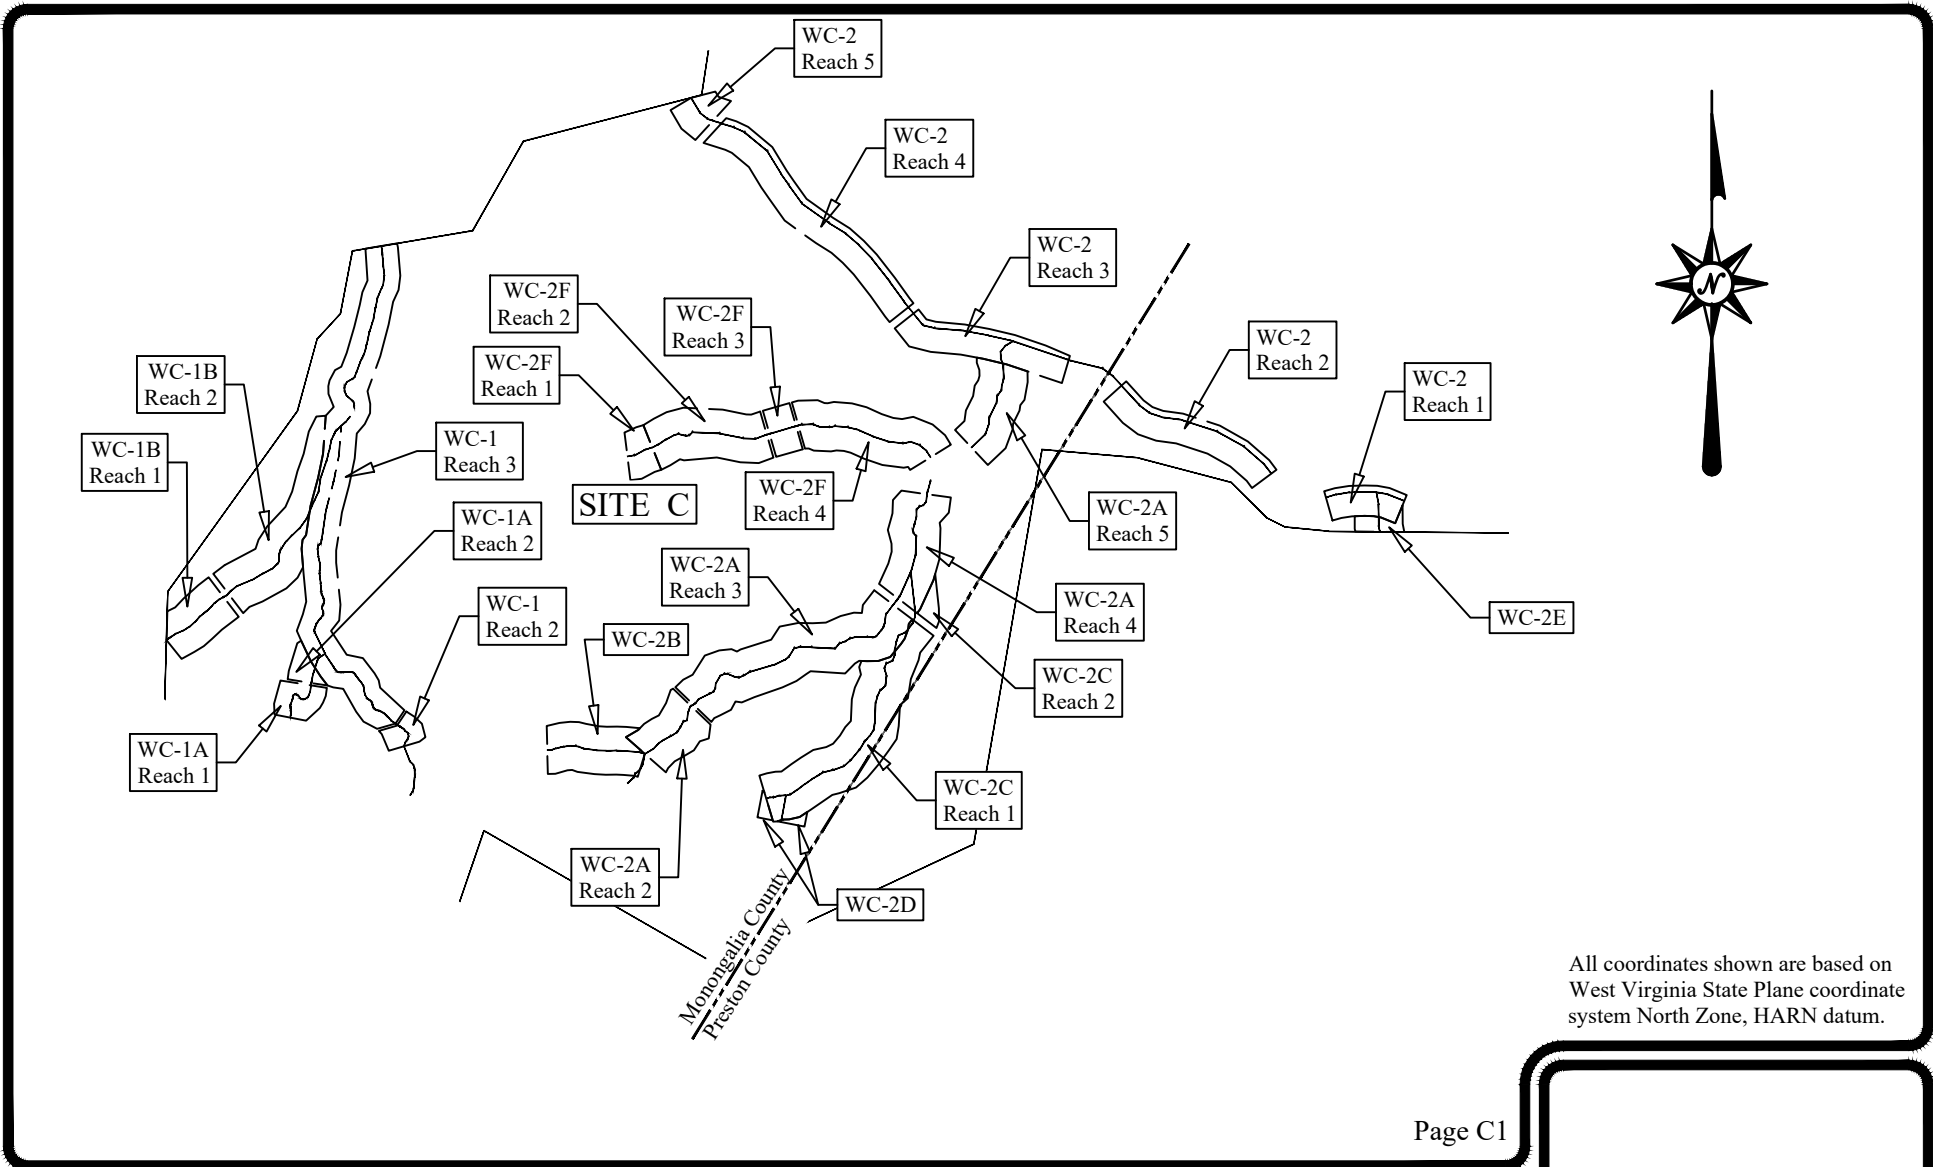 WC-2
Reach 5
WC-2
Reach 4
WC-2
Reach 3
WC-2F
Reach 2
WC-2F
Reach 3
WC-2
Reach 2
WC-2F
Reach 1
WC-1B
Reach 2
WC-2
Reach 1
WC-1
Reach 3
WC-1B
Reach 1
WC-2F
Reach 4
SITE C
WC-1A
Reach 2
WC-2A
Reach 5
WC-2A
Reach 3
WC-1
Reach 2
WC-2A
Reach 4
WC-2E
WC-2B
WC-2C
Reach 2
WC-1A
Reach 1
WC-2C
Reach 1
WC-2A
Reach 2
WC-2D
Monongalia County
Preston County
N
All coordinates shown are based on
West Virginia State Plane coordinate
system North Zone, HARN datum.
Page C1